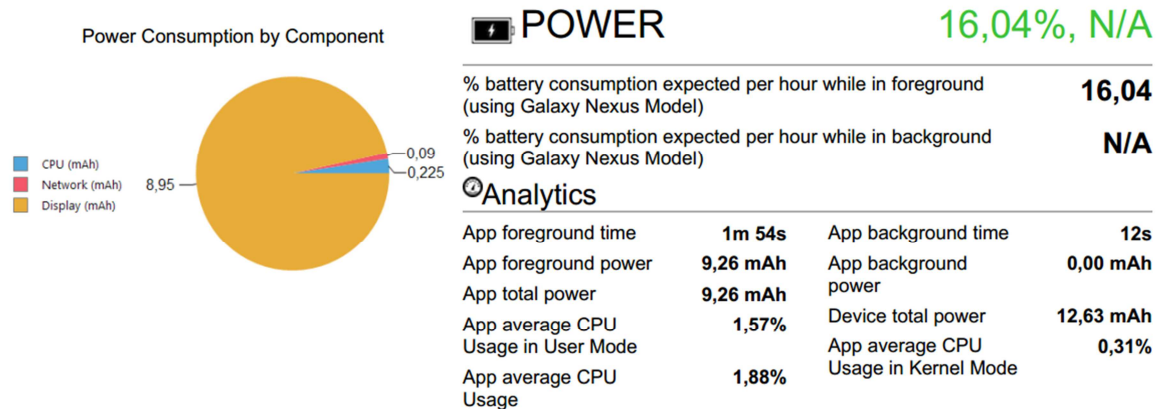 Power Consumption by Component
CPU (mAh)
Network (mAh)
Display (mAh)
8,95
0,09
0,225
POWER
16,04%, N/A
% battery consumption expected per hour while in foreground
(using Galaxy Nexus Model)
16,04
% battery consumption expected per hour while in background
(using Galaxy Nexus Model)
N/A
Analytics
App foreground time 1m 54s
App foreground power 9,26 mAh
App total power 9,26 mAh
App average CPU 1,57%
Usage in User Mode
App average CPU 1,88%
Usage
App background time 12s
App background 0,00 mAh
power
Device total power 12,63 mAh
App average CPU 0,31%
Usage in Kernel Mode